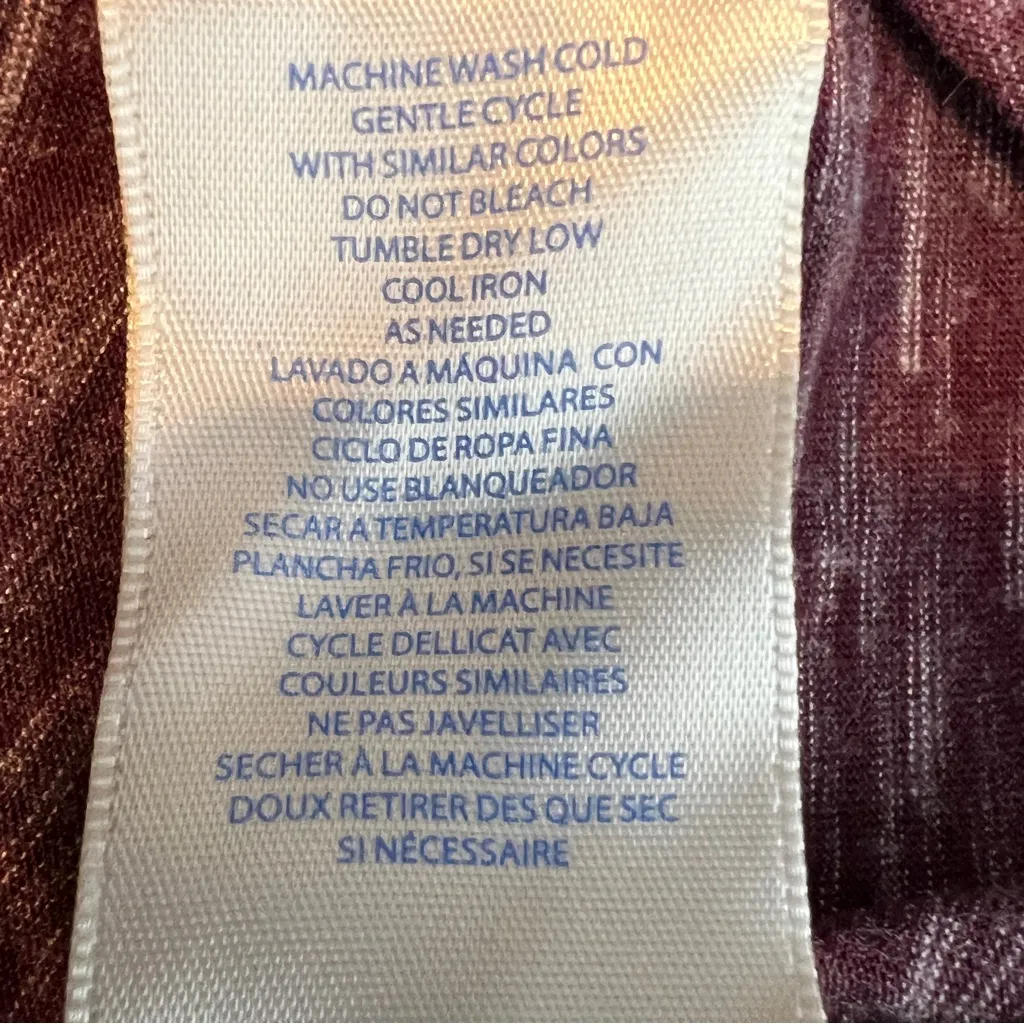 MACHINE WASH COLD
GENTLE CYCLE
WITH SIMILAR COLORS
DO NOT BLEACH
TUMBLE DRY LOW
COOL IRON
AS NEEDED
LAVADO A MÁQUINA CON
COLORES SIMILARES
CICLO DE ROPA FINA
NO USE BLANQUEADOR
SECAR A TEMPERATURA BAJA
PLANCHA FRIO, SI SE NECESITE
LAVER À LA MACHINE
CYCLE DELLICAT AVEC
COULEURS SIMILAIRES
NE PAS JAVELLISER
SECHER À LA MACHINE CYCLE
DOUX RETIRER DES QUE SEC
SI NÉCESSAIRE